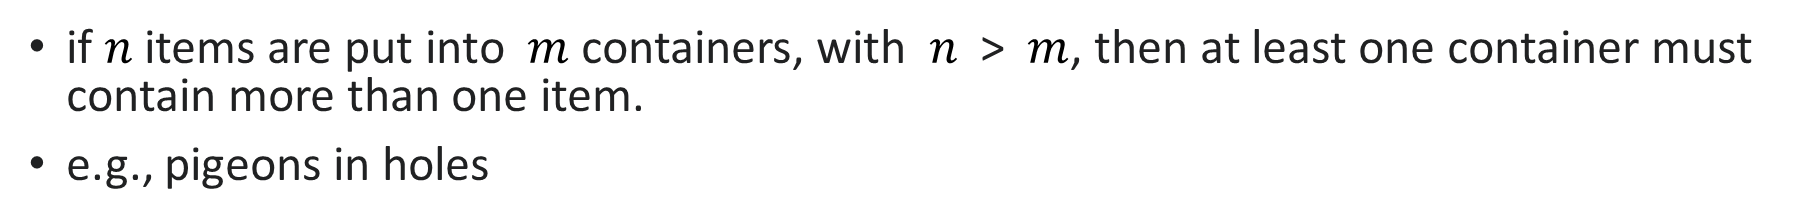 • if n items are put into m containers, with n > m, then at least one container must
contain more than one item.
• e.g., pigeons in holes